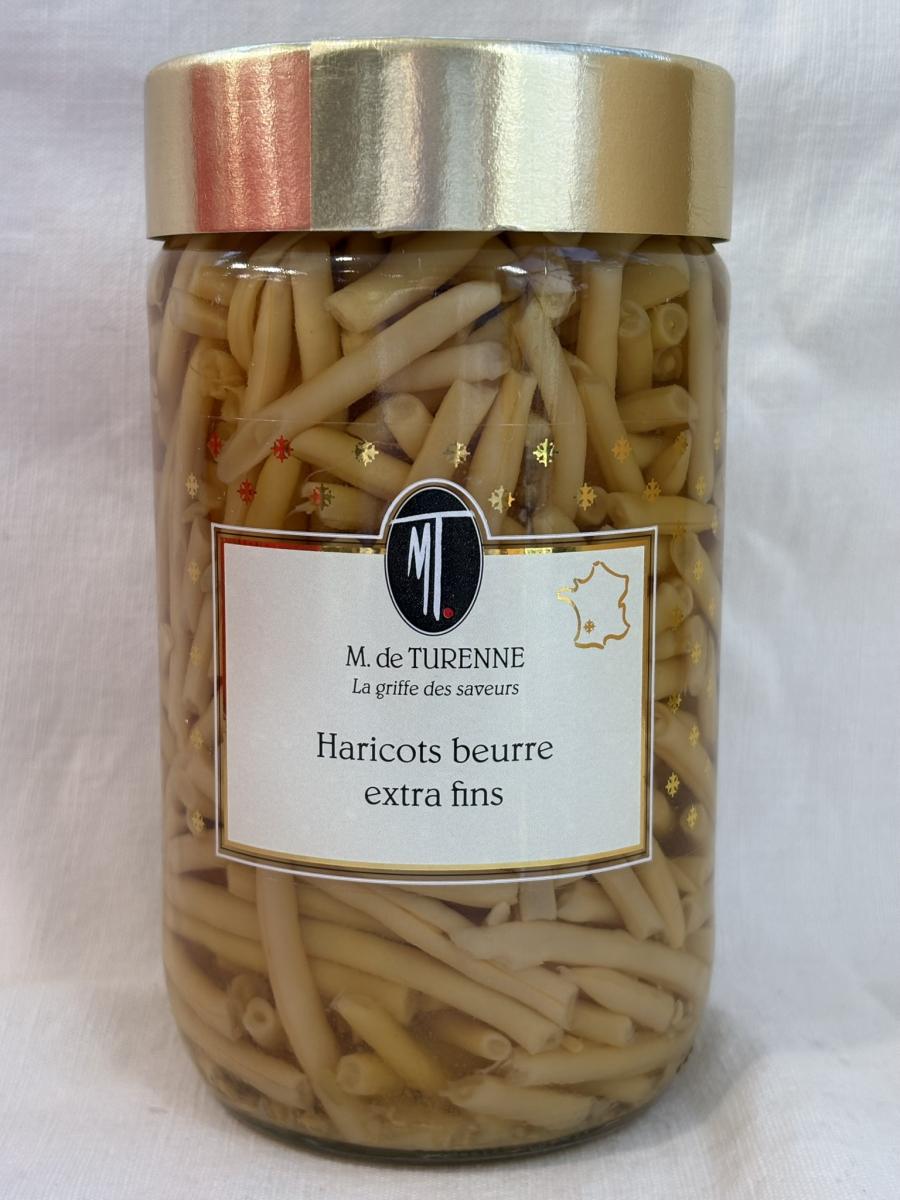 MT.
M. de TURENNE
La griffe des saveurs
Haricots beurre
extra fins